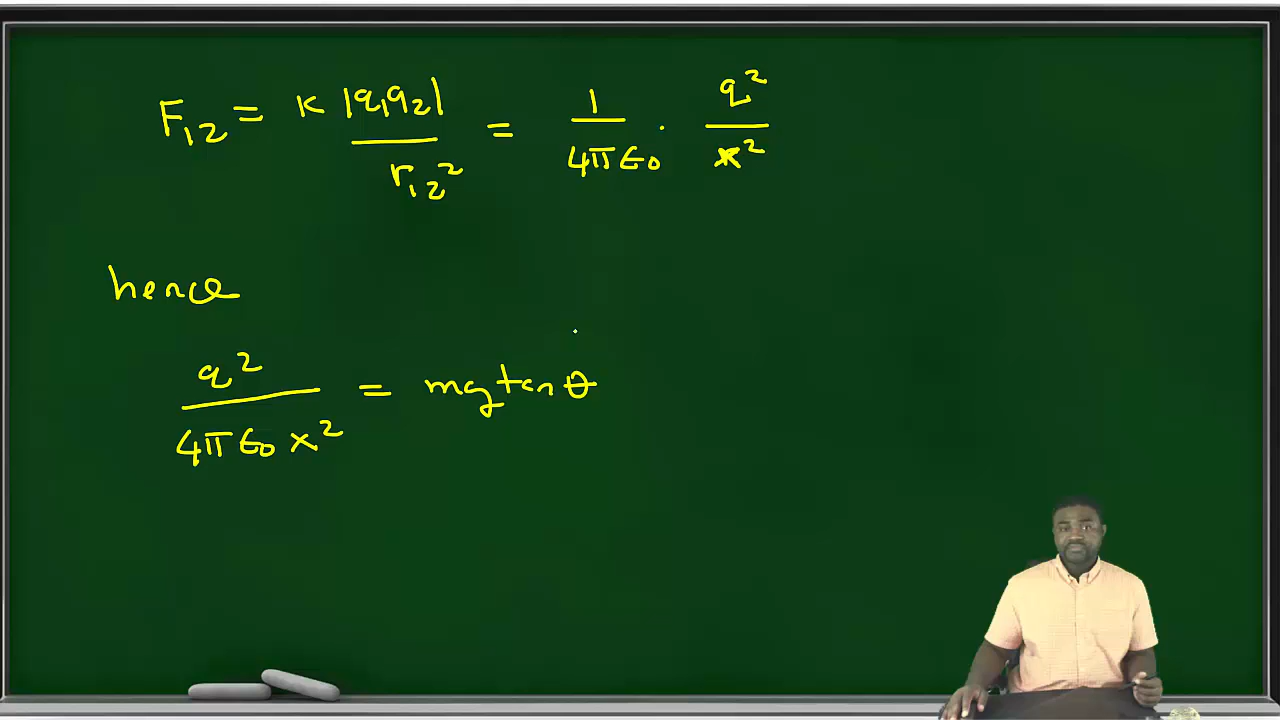 F₁₂ = K |q₁q₂| / r₁₂² = 1 / 4πϵ₀ · q² / x²
hence
q² / 4πϵ₀ x² = mg tan θ